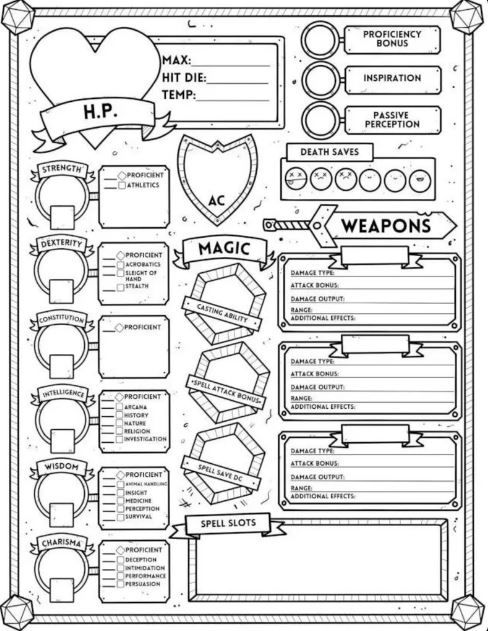 MAX:
HIT DIE:
TEMP:
H.P.
PROFICIENCY
BONUS
INSPIRATION
PASSIVE
PERCEPTION
DEATH SAVES
AC
WEAPONS
STRENGTH
PROFICIENT
ATHLETICS
DEXTERITY
PROFICIENT
ACROBATICS
SLEIGHT OF
HAND
STEALTH
CONSTITUTION
PROFICIENT
INTELLIGENCE
PROFICIENT
ARCANA
HISTORY
NATURE
RELIGION
INVESTIGATION
WISDOM
PROFICIENT
ANIMAL HANDLING
INSIGHT
MEDICINE
PERCEPTION
SURVIVAL
CHARISMA
PROFICIENT
DECEPTION
INTIMIDATION
PERFORMANCE
PERSUASION
MAGIC
CASTING ABILITY
SPELL ATTACK BONUS
SPELL SAVE DC
DAMAGE TYPE:
ATTACK BONUS:
DAMAGE OUTPUT:
RANGE:
ADDITIONAL EFFECTS:
DAMAGE TYPE:
ATTACK BONUS:
DAMAGE OUTPUT:
RANGE:
ADDITIONAL EFFECTS:
DAMAGE TYPE:
ATTACK BONUS:
DAMAGE OUTPUT:
RANGE:
ADDITIONAL EFFECTS:
SPELL SLOTS